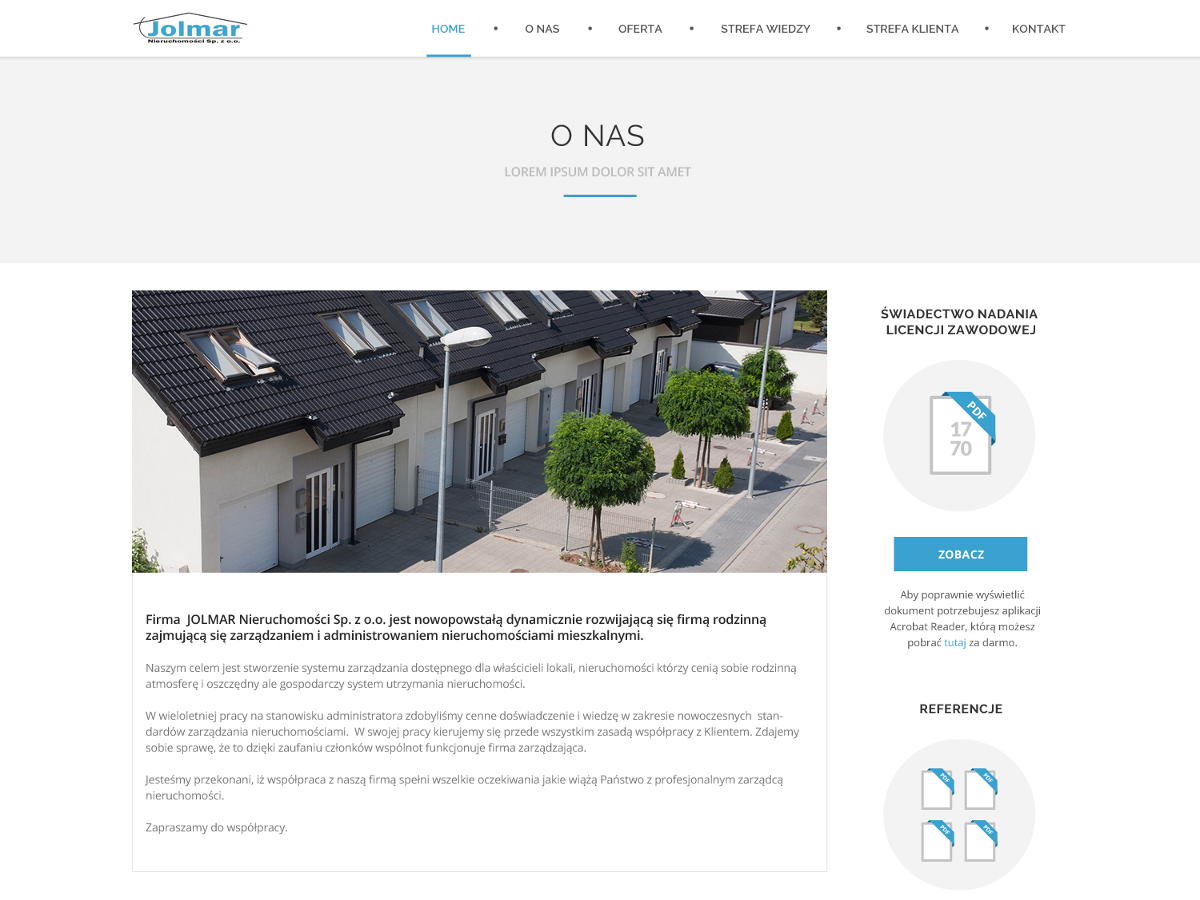 Jolmar
Nieruchomości Sp. z o.o.
HOME • O NAS • OFERTA • STREFA WIEDZY • STREFA KLIENTA • KONTAKT
O NAS
LOREM IPSUM DOLOR SIT AMET
Firma  JOLMAR Nieruchomości Sp. z o.o. jest nowopowstałą dynamicznie rozwijającą się firmą rodzinną
zajmującą się zarządzaniem i administrowaniem nieruchomościami mieszkalnymi.
Naszym celem jest stworzenie systemu zarządzania dostępnego dla właścicieli lokali, nieruchomości którzy cenią sobie rodzinną
atmosferę i oszczędny ale gospodarczy system utrzymania nieruchomości.
W wieloletniej pracy na stanowisku administratora zdobyliśmy cenne doświadczenie i wiedzę w zakresie nowoczesnych  stan-
dardów zarządzania nieruchomościami.  W swojej pracy kierujemy się przede wszystkim zasadą współpracy z Klientem. Zdajemy
sobie sprawę, że to dzięki zaufaniu członków wspólnot funkcjonuje firma zarządzająca.
Jesteśmy przekonani, iż współpraca z naszą firmą spełni wszelkie oczekiwania jakie wiążą Państwo z profesjonalnym zarządcą
nieruchomości.
Zapraszamy do współpracy.
ŚWIADECTWO NADANIA
LICENCJI ZAWODOWEJ
PDF
17
70
ZOBACZ
Aby poprawnie wyświetlić
dokument potrzebujesz aplikacji
Acrobat Reader, którą możesz
pobrać tutaj za darmo.
REFERENCJE
PDF
PDF
PDF
PDF